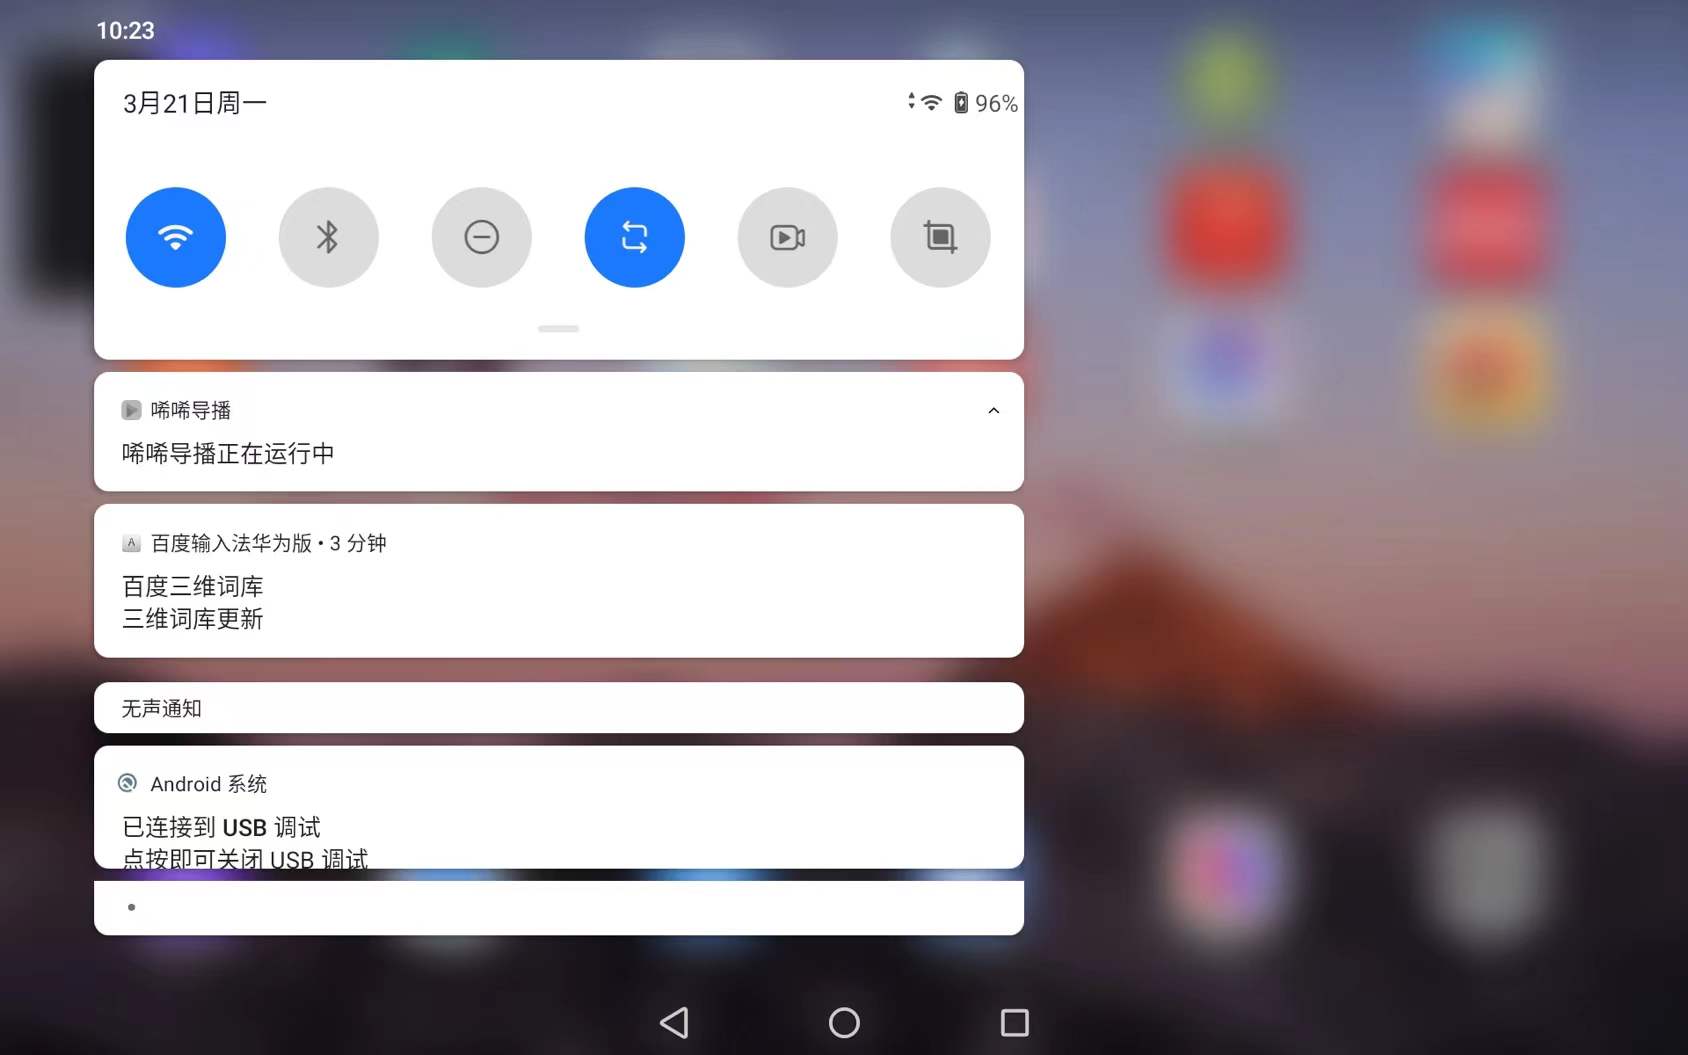 10:23
3月21日周一
96%
唏唏导播
唏唏导播正在运行中
A
百度输入法华为版 • 3 分钟
百度三维词库
三维词库更新
无声通知
Android 系统
已连接到 USB 调试
点按即可关闭 USB 调试